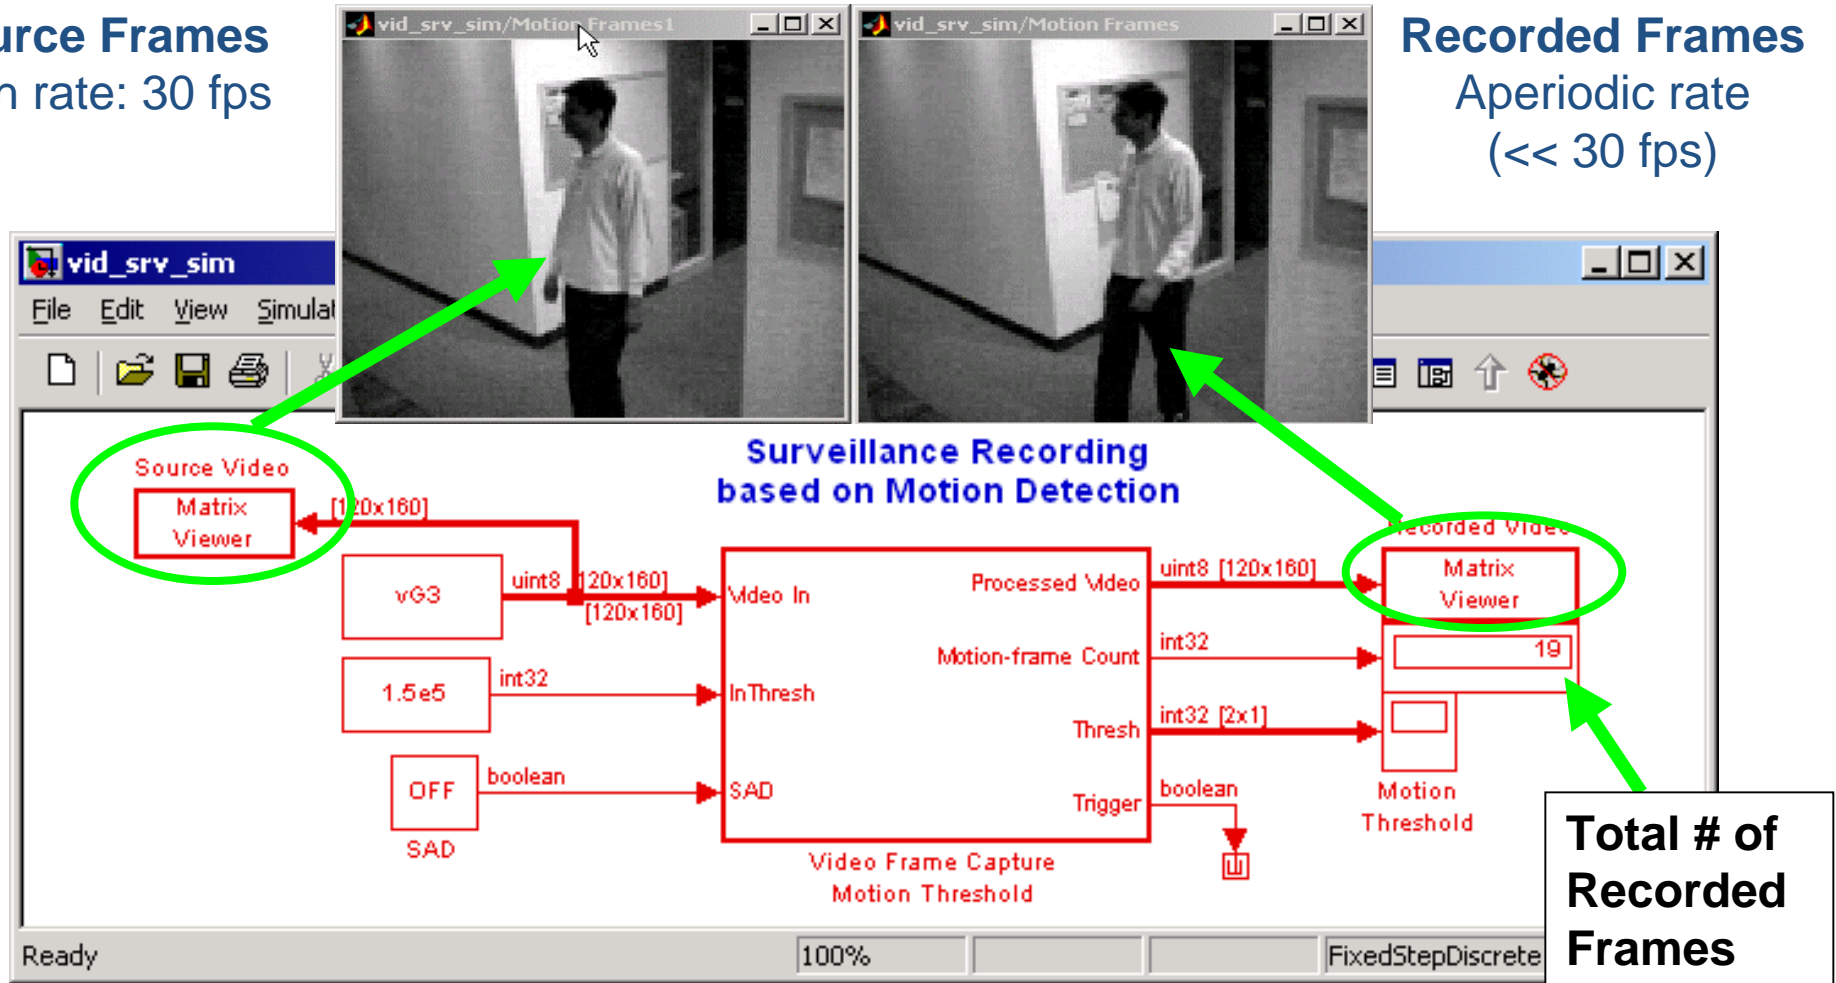 urce Frames
n rate: 30 fps
vid_srv_sim/Motion Frames1
vid_srv_sim/Motion Frames
Recorded Frames
Aperiodic rate
(<< 30 fps)
vid_srv_sim
File Edit View Simulat
Surveillance Recording
based on Motion Detection
Source Video
Matrix
Viewer
[120x160]
vG3
uint8 [120x160]
[120x160]
1.5e5
int32
OFF
boolean
SAD
Video In
InThresh
SAD
Processed Video
Motion-frame Count
Thresh
Trigger
Video Frame Capture
Motion Threshold
uint8 [120x160]
int32
int32 [2x1]
boolean
Recorded Video
Matrix
Viewer
19
Motion
Threshold
Total # of
Recorded
Frames
Ready
100%
FixedStepDiscrete